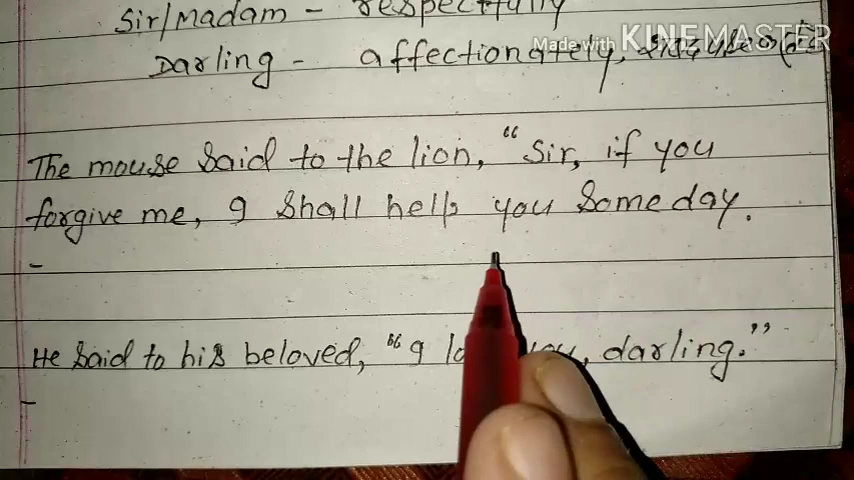 Sir/Madam - respectfully
Made with KINEMASTER
Darling - affectionately,
The mouse said to the lion, "Sir, if you
forgive me, I shall help you someday.
-
He said to his beloved, "I you, darling."
-